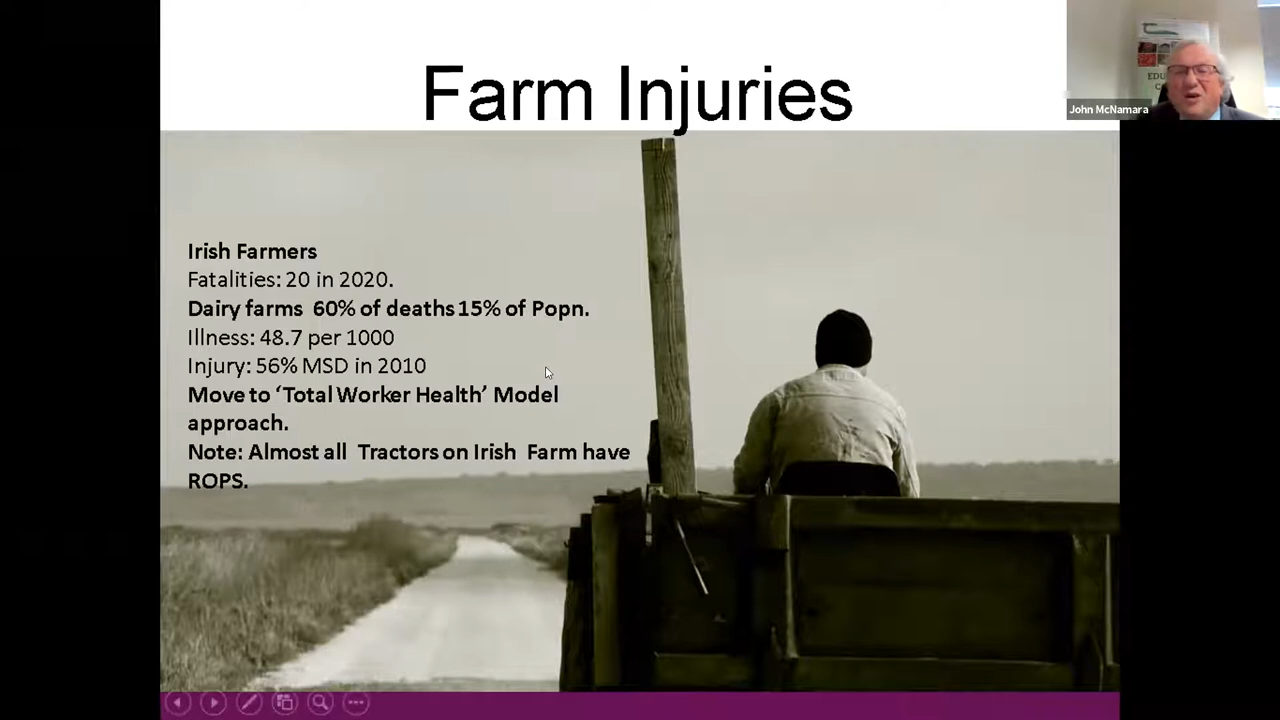 Farm Injuries
John McNamara
Irish Farmers
Fatalities: 20 in 2020.
Dairy farms 60% of deaths 15% of Popn.
Illness: 48.7 per 1000
Injury: 56% MSD in 2010
Move to ‘Total Worker Health’ Model
approach.
Note: Almost all Tractors on Irish Farm have
ROPS.